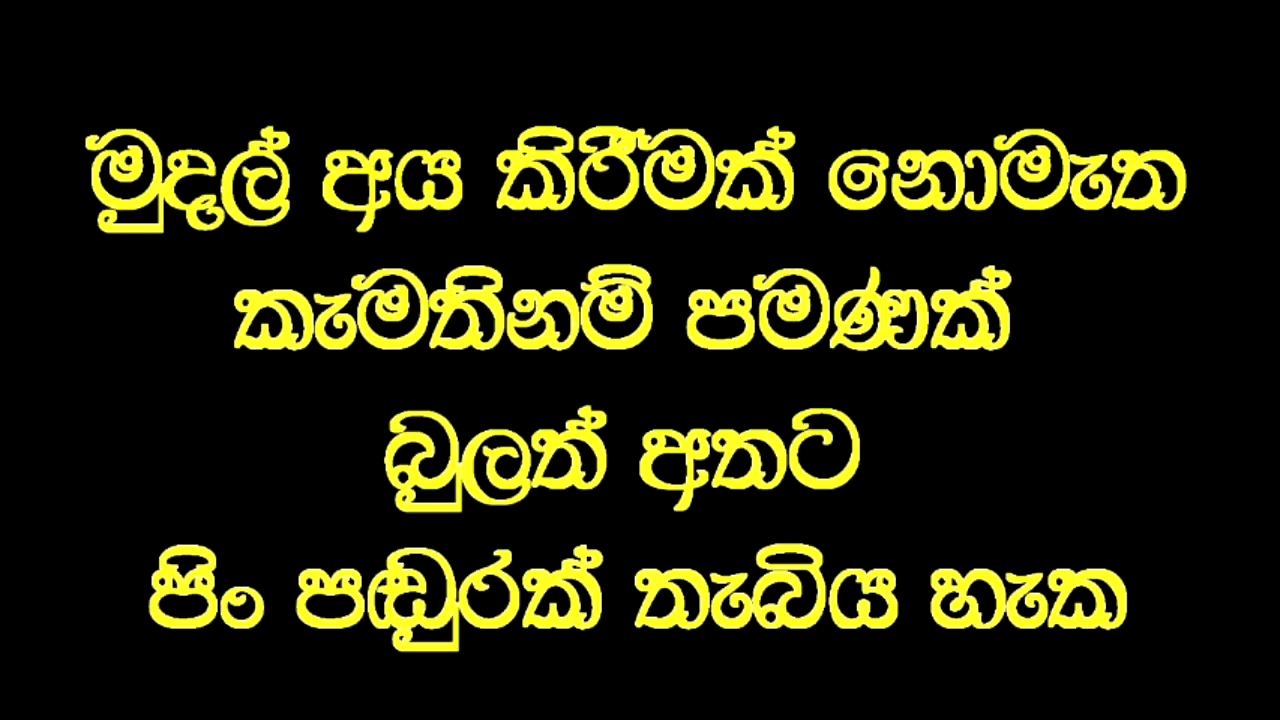 මුදල් අය කිරීමක් නොමැත
කැමතිනම් පමණක්
බුලත් අතට
පිං පඬුරක් තැබිය හැක